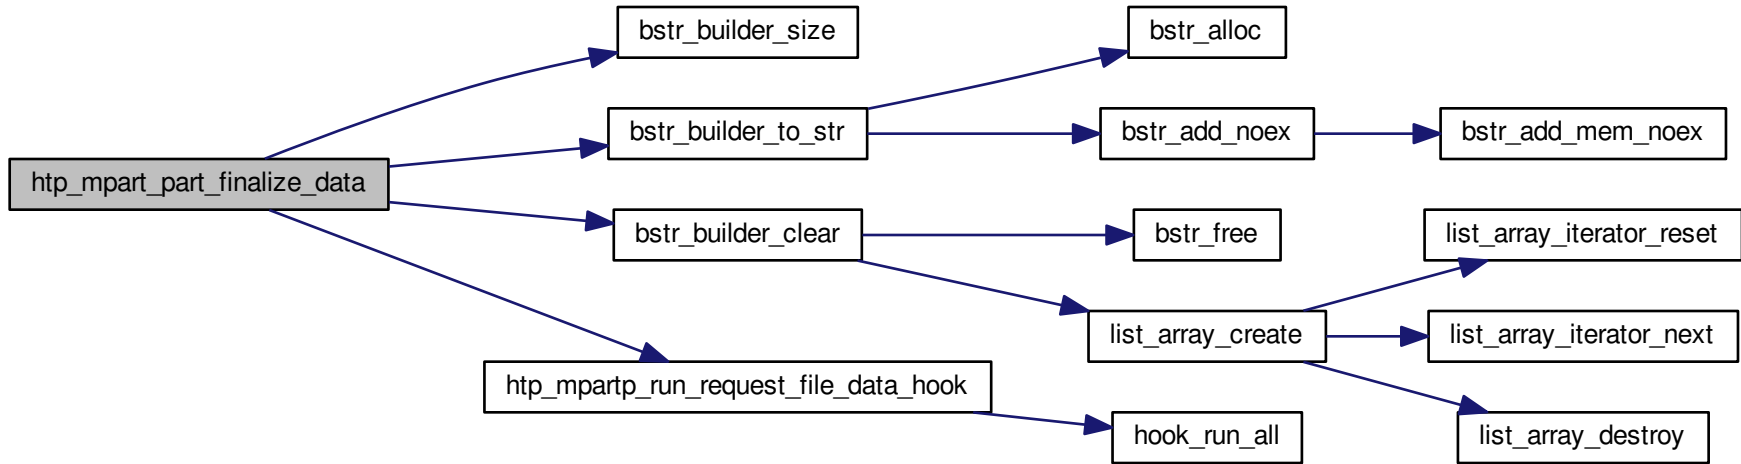 bstr_builder_size
bstr_alloc
bstr_builder_to_str
bstr_add_noex
bstr_add_mem_noex
htp_mpart_part_finalize_data
bstr_builder_clear
bstr_free
list_array_iterator_reset
list_array_create
list_array_iterator_next
htp_mpartp_run_request_file_data_hook
hook_run_all
list_array_destroy